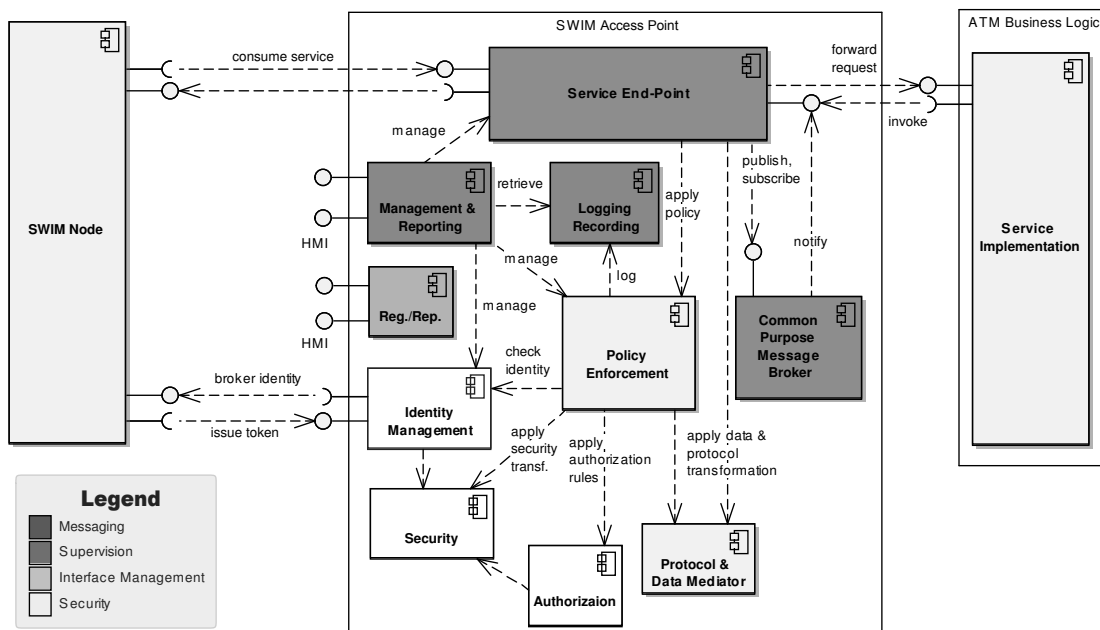 SWIM Access Point
ATM Business Logic
consume service
forward
request
Service End-Point
invoke
manage
publish,
subscribe
retrieve
apply
policy
Management &
Reporting
Logging
Recording
SWIM Node
Service
Implementation
HMI
manage
log
notify
manage
Reg./Rep.
HMI
Common
Purpose
Message
Broker
Policy
Enforcement
check
identity
broker identity
Identity
Management
issue token
apply
security
transf.
apply
authorization
rules
apply data &
protocol
transformation
Legend
Messaging
Supervision
Interface Management
Security
Security
Protocol &
Data Mediator
Authorizaion